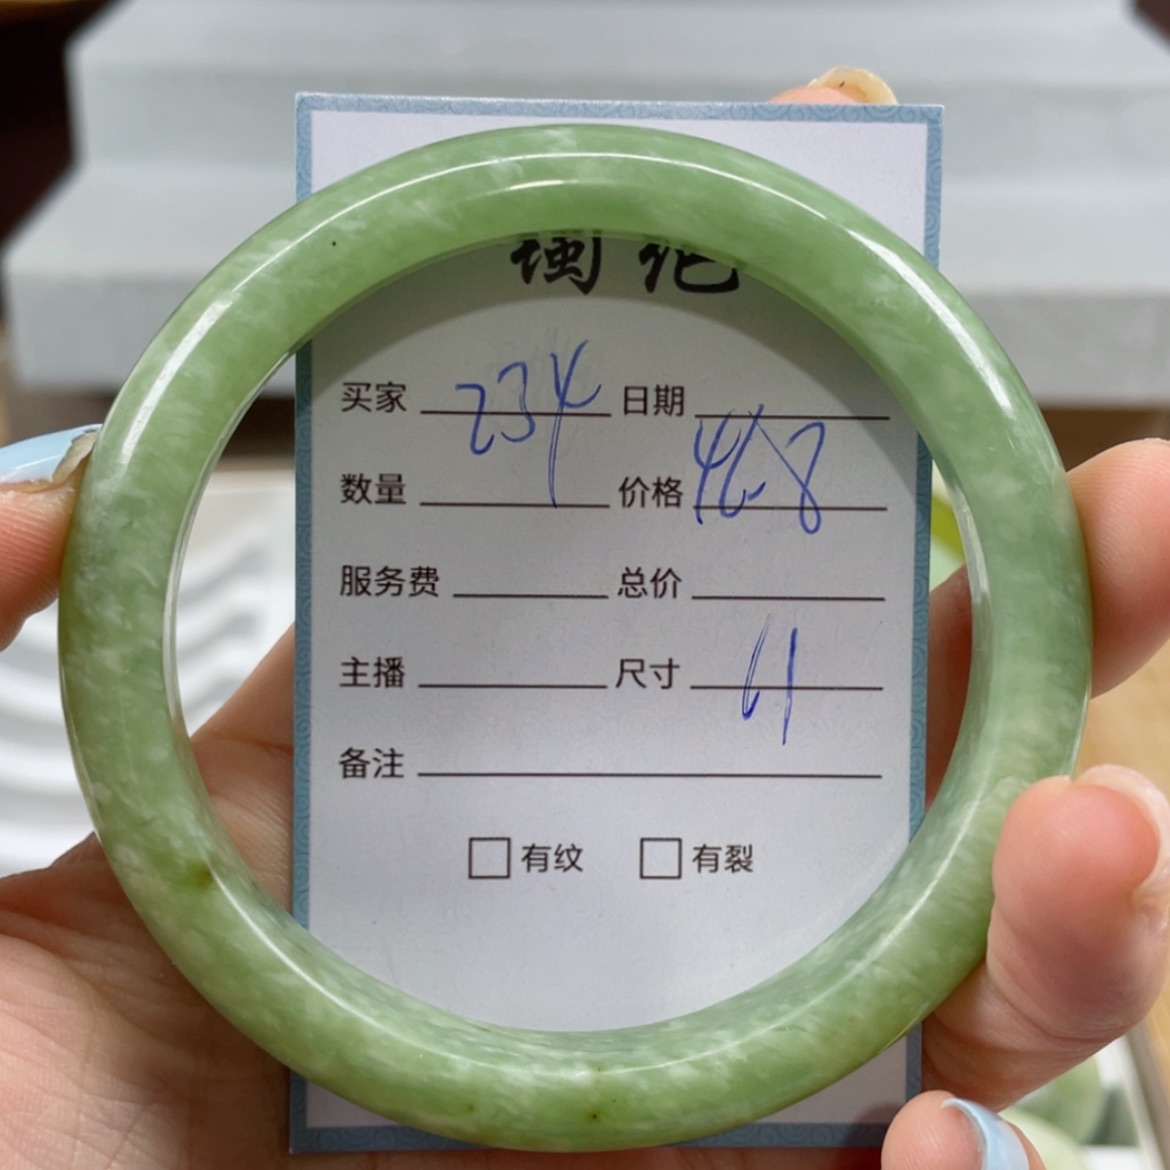 买家 234 日期
数量 价格 468
服务费 总价
主播 尺寸 61
备注
有纹 有裂